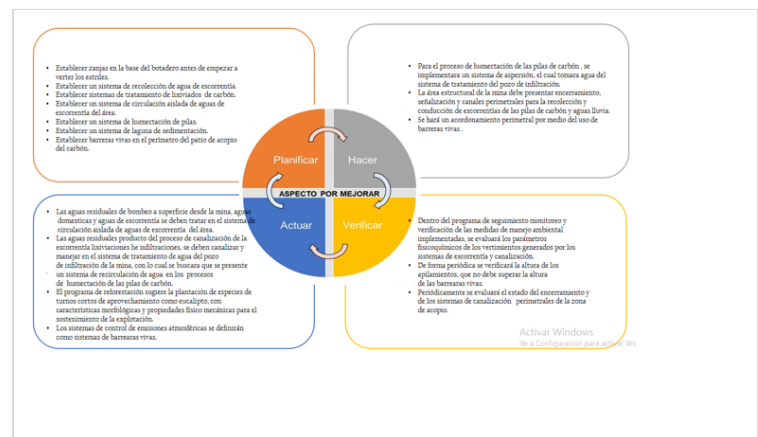 • Establecer zanjas en la base del botadero antes de empezar a
verter los estriles.
• Establecer un sistema de recolección de agua de escorrentía.
• Establecer sistemas de tratamiento de lixiviados de carbón.
• Establecer un sistema de circulación aislada de aguas de
escorrentía del área.
• Establecer un sistema de humectación de pilas.
• Establecer un sistema de laguna de sedimentación.
• Establecer barreras vivas en el perímetro del patio de acopio
del carbón.
• Para el proceso de humectación de las pilas de carbón , se
implementara un sistema de aspersión, el cual tomara agua del
sistema de tratamiento del pozo de infiltración.
• La área estructural de la mina debe presentar encerramiento,
señalización y canales perimetrales para la recolección y
conducción de escorrentías de las pilas de carbón y aguas lluvia.
• Se hará un acordonamiento perimetral por medio del uso de
barreras vivas .
Planificar
Hacer
ASPECTO POR MEJORAR
Actuar
Verificar
• Las aguas residuales de bombeo a superficie desde la mina, aguas
domesticas y aguas de escorrentía se deben tratar en el sistema de
circulación aislada de aguas de escorrentía del área.
• Las aguas residuales producto del proceso de canalización de la
escorrentía lixiviaciones he infiltraciones, se deben canalizar y
manejar en el sistema de tratamiento de agua del pozo
de infiltración de la mina, con lo cual se buscaras que se presente
un sistema de recirculación de agua en los procesos
de humectación de las pilas de carbón.
• El programa de reforestación sugiere la plantación de especies de
turnos cortos de aprovechamiento como eucalipto, con
características morfológicas y propiedades físico mecánicas para el
sostenimiento de la explotación.
• Los sistemas de control de emisiones atmosféricas se definirán
como sistemas de barrearas vivas.
• Dentro del programa de seguimiento monitoreo y
verificación de las medidas de manejo ambiental
implementadas, se evaluará los parámetros
fisicoquímicos de los vertimientos generados por los
sistemas de escorrentía y canalización.
• De forma periódica se verificará la altura de los
apilamientos, que no debe superar la altura
de las barreras vivas.
• Periódicamente se evaluará el estado del encerramiento y
de los sistemas de canalización perimetrales de la zona
de acopio.
Activar Windows
Ve a Configuración para activar Wi